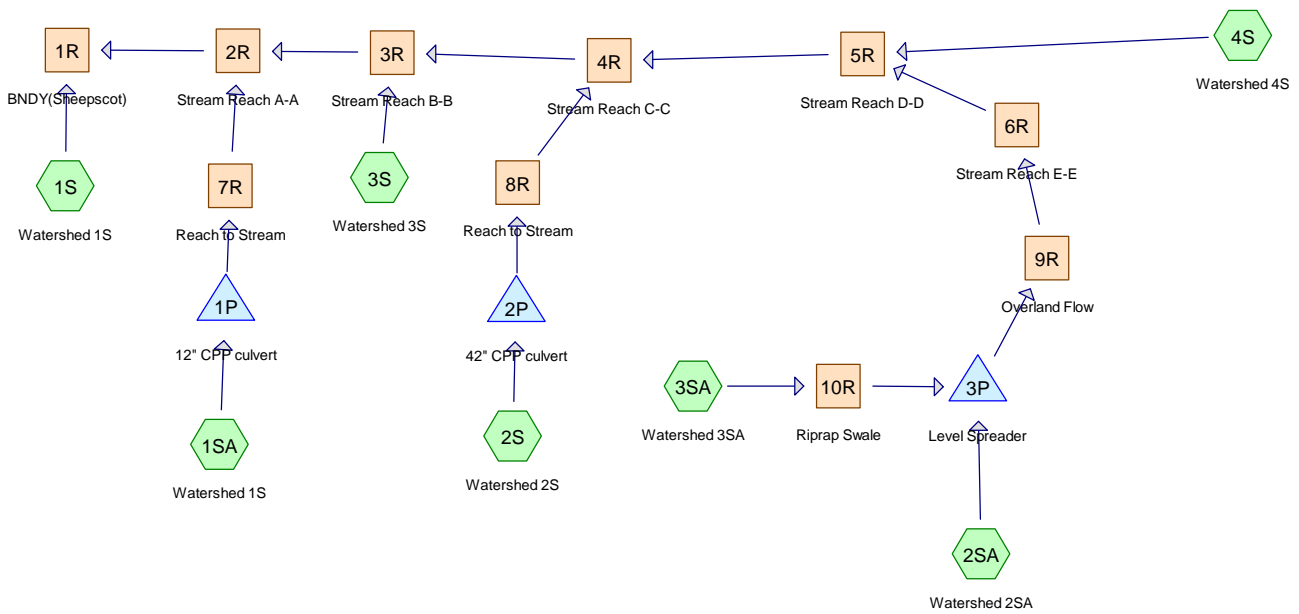 1R
BNDY(Sheepscot)
2R
Stream Reach A-A
3R
Stream Reach B-B
4R
Stream Reach C-C
5R
Stream Reach D-D
4S
Watershed 4S
6R
Stream Reach E-E
1S
Watershed 1S
7R
Reach to Stream
3S
Watershed 3S
8R
Reach to Stream
9R
Overland Flow
1P
12" CPP culvert
2P
42" CPP culvert
3SA
Watershed 3SA
10R
Riprap Swale
3P
Level Spreader
1SA
Watershed 1S
2S
Watershed 2S
2SA
Watershed 2SA